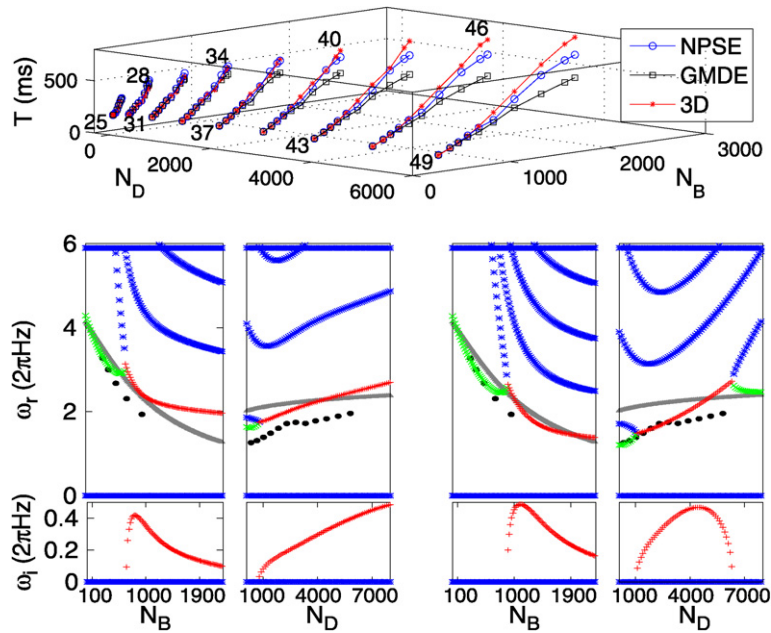 40
46
34
28
NPSE
GMDE
3D
T (ms)
500
0
25
31
37
43
49
0
2000
4000
6000
N_D
0
1000
2000
3000
N_B
ω_r (2πHz)
6
4
2
0
ω_i (2πHz)
0.4
0.2
0
100 1000 1900
N_B
1000 4000 7000
N_D
100 1000 1900
N_B
1000 4000 7000
N_D